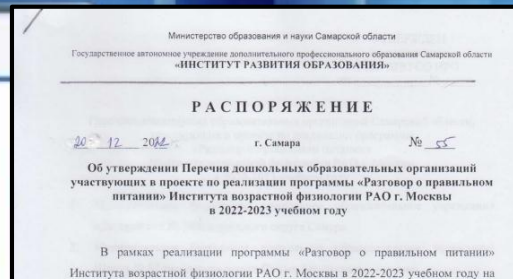 Министерство образования и науки Самарской области
Государственное автономное учреждение дополнительного профессионального образования Самарской области
«ИНСТИТУТ РАЗВИТИЯ ОБРАЗОВАНИЯ»
РАСПОРЯЖЕНИЕ
20 12 2022 г. Самара № 55
Об утверждении Перечня дошкольных образовательных организаций
участвующих в проекте по реализации программы «Разговор о правильном
питании» Института возрастной физиологии РАО г. Москвы
в 2022-2023 учебном году
В рамках реализации программы «Разговор о правильном питании»
Института возрастной физиологии РАО г. Москвы в 2022-2023 учебном году на